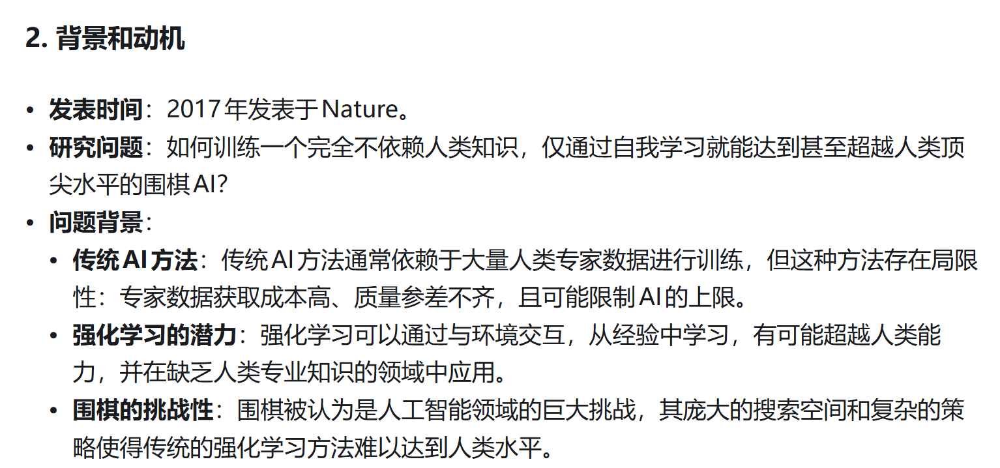 2. 背景和动机
• 发表时间：2017年发表于Nature。
• 研究问题：如何训练一个完全不依赖人类知识，仅通过自我学习就能达到甚至超越人类顶
尖水平的围棋AI？
• 问题背景：
• 传统AI方法：传统AI方法通常依赖于大量人类专家数据进行训练，但这种方法存在局限
性：专家数据获取成本高、质量参差不齐，且可能限制AI的上限。
• 强化学习的潜力：强化学习可以通过与环境交互，从经验中学习，有可能超越人类能
力，并在缺乏人类专业知识的领域中应用。
• 围棋的挑战性：围棋被认为是人工智能领域的巨大挑战，其庞大的搜索空间和复杂的策
略使得传统的强化学习方法难以达到人类水平。